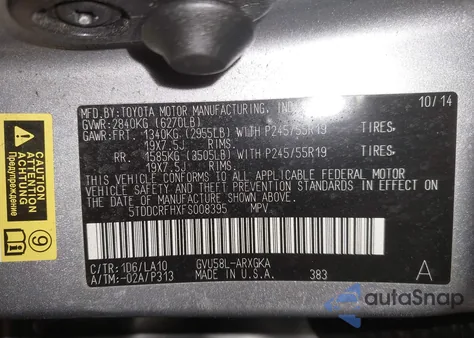 MFD.BY: TOYOTA MOTOR MANUFACTURING, IND 10/14
GVWR: 2840KG (6270LB)
GAWR: FRT. 1340KG (2955LB) WITH P245/55R19 TIRES,
19X7.5J RIMS.
RR. 1585KG (3505LB) WITH P245/55R19 TIRES,
19X7.5J RIMS.
THIS VEHICLE CONFORMS TO ALL APPLICABLE FEDERAL MOTOR
VEHICLE SAFETY AND BUMPER STANDARDS IN EFFECT ON
THE DATE OF MANUFACTURE SHOWN ABOVE.
5TDDCRFHXFS008395 MPV
C/TR: 1D6/LA10 GVU58L-ARXGKA
A/TM: -02A/P313 MADE IN U.S.A. 383 A
CAUTION
ATTENTION
Предупреждение
9
autoSnap